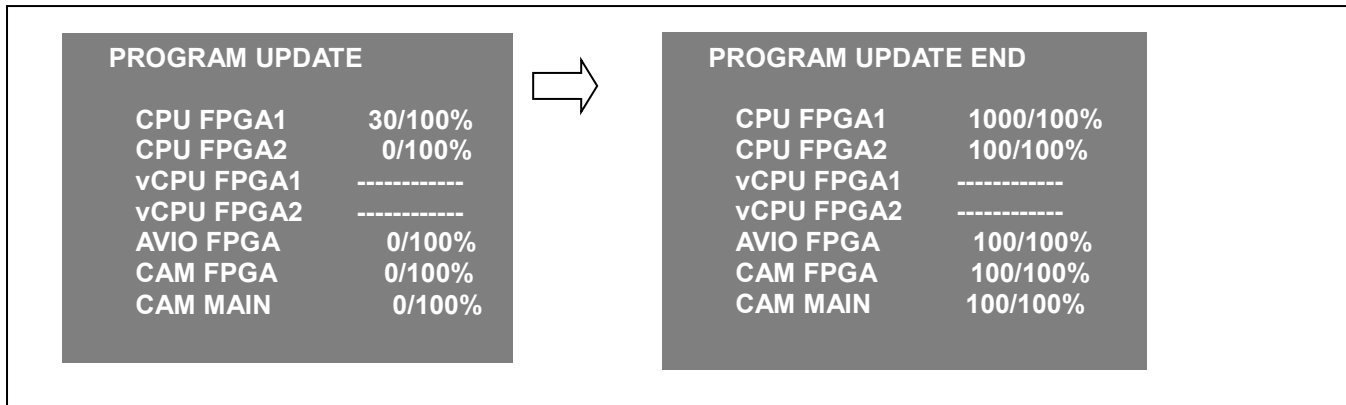 PROGRAM UPDATE
CPU FPGA1 30/100%
CPU FPGA2 0/100%
vCPU FPGA1 ------------
vCPU FPGA2 ------------
AVIO FPGA 0/100%
CAM FPGA 0/100%
CAM MAIN 0/100%
PROGRAM UPDATE END
CPU FPGA1 1000/100%
CPU FPGA2 100/100%
vCPU FPGA1 ------------
vCPU FPGA2 ------------
AVIO FPGA 100/100%
CAM FPGA 100/100%
CAM MAIN 100/100%